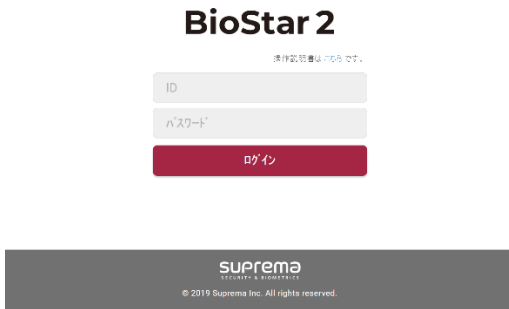 BioStar 2
操作説明書はこちらです。
ID
パスワード
ログイン
suprema
SECURITY & BIOMETRICS
© 2019 Suprema Inc. All rights reserved.